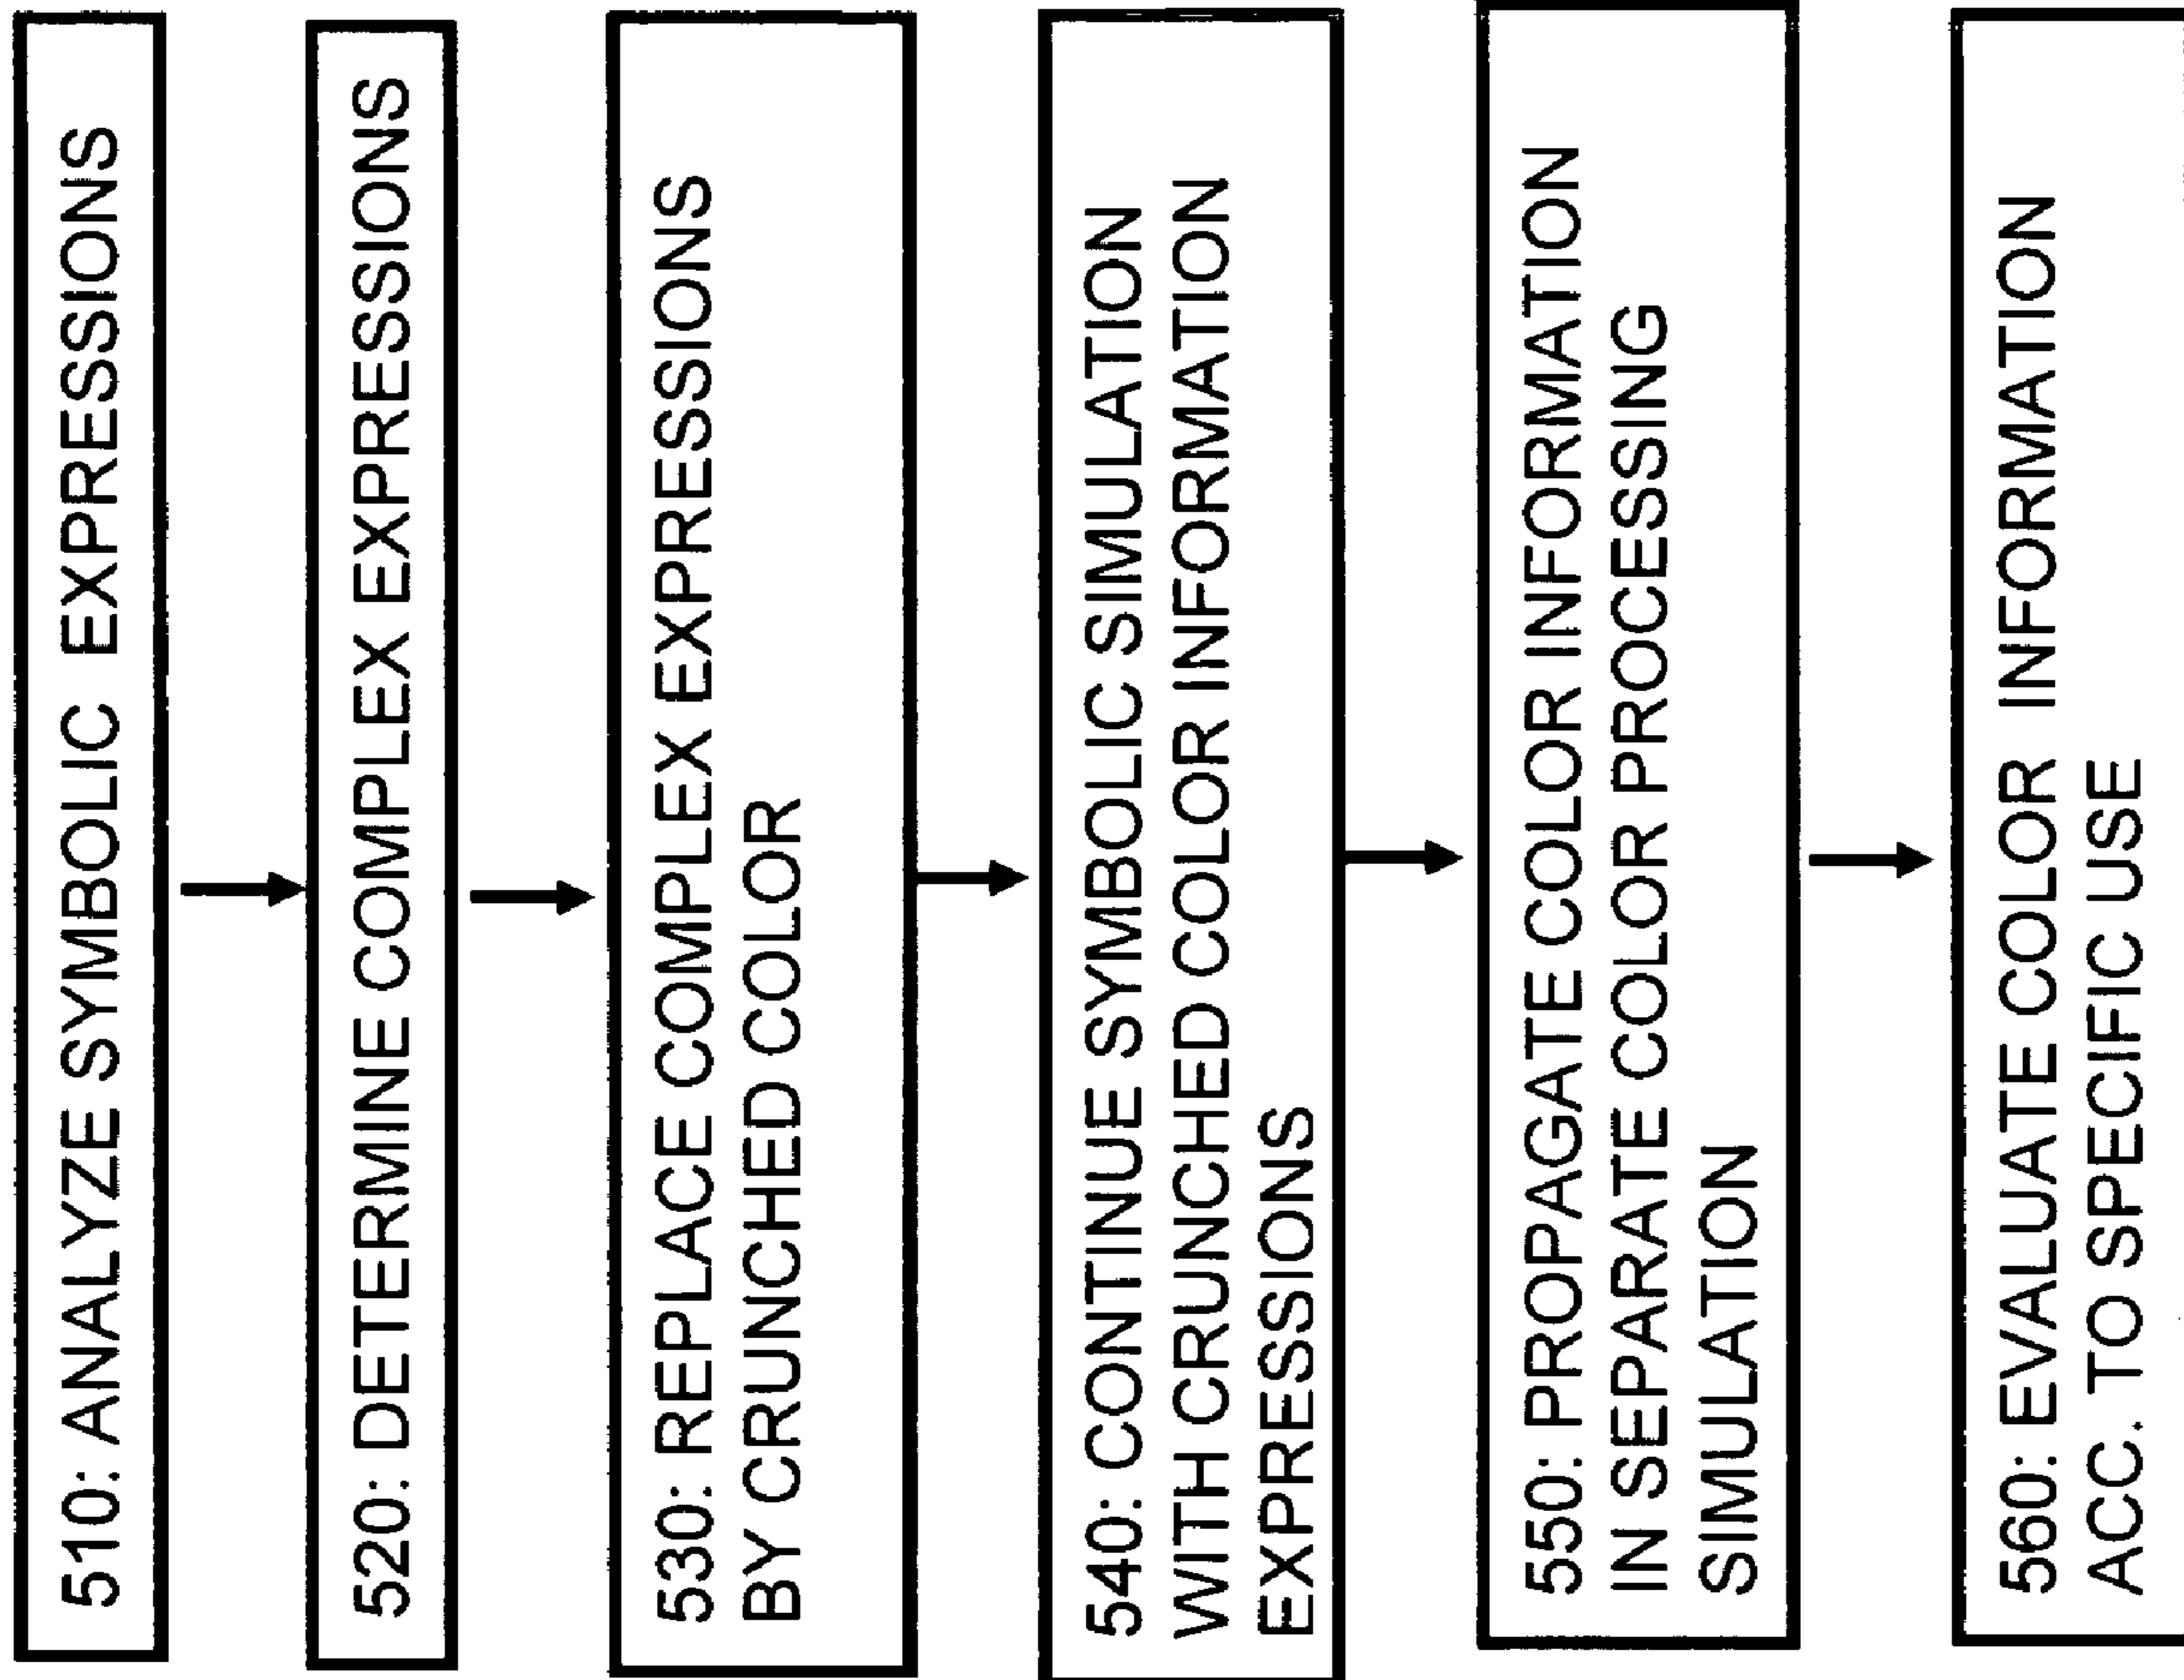 510: ANALYZE SYMBOLIC EXPRESSIONS
520: DETERMINE COMPLEX EXPRESSIONS
530: REPLACE COMPLEX EXPRESSIONS
BY CRUNCHED COLOR
540: CONTINUE SYMBOLIC SIMULATION
WITH CRUNCHED COLOR INFORMATION
EXPRESSIONS
550: PROPAGATE COLOR INFORMATION
IN SEPARATE COLOR PROCESSING
SIMULATION
560: EVALUATE COLOR INFORMATION
ACC. TO SPECIFIC USE